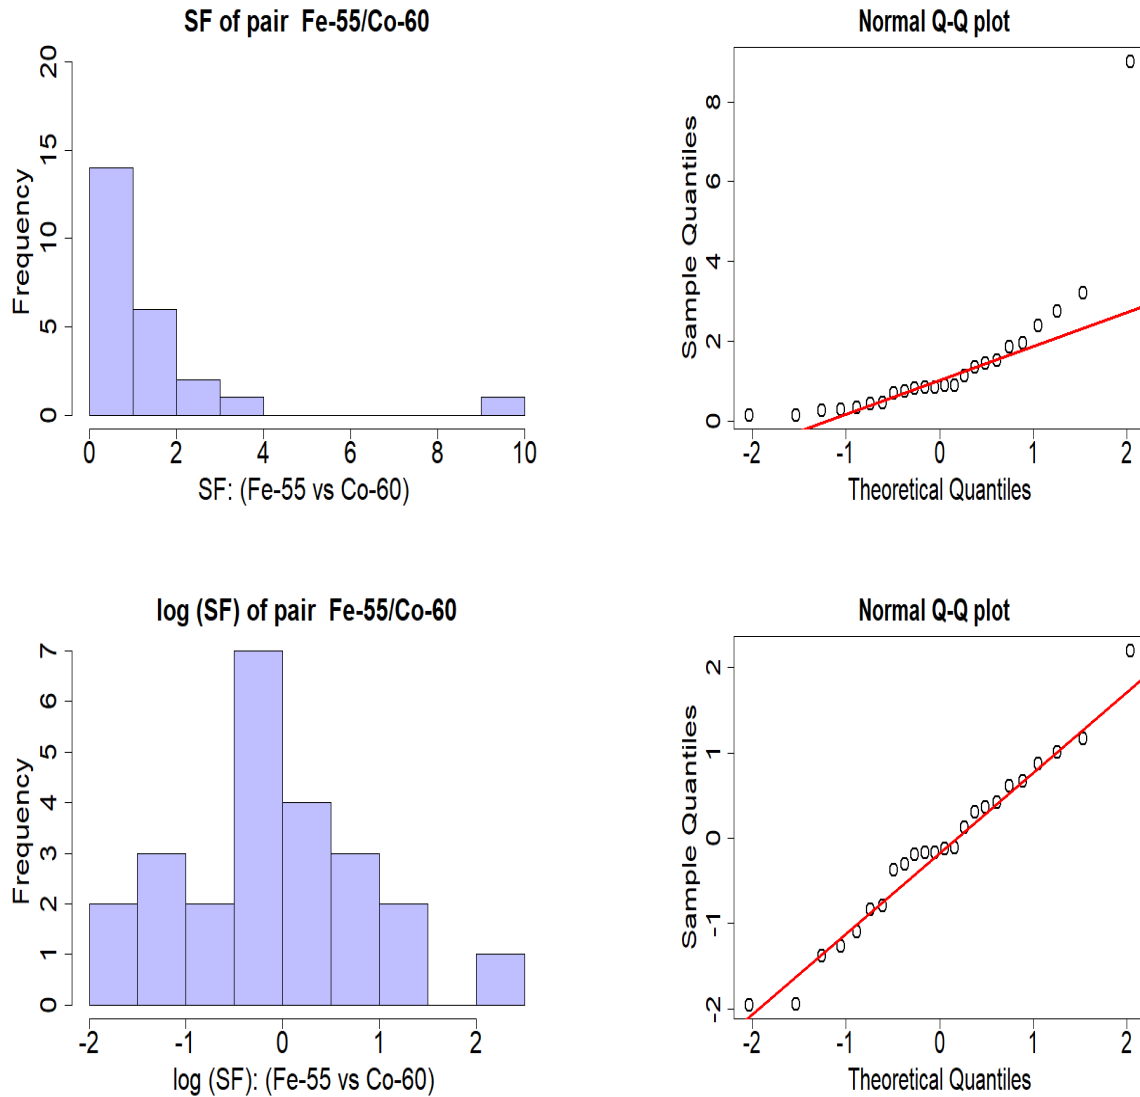 SF of pair  Fe-55/Co-60
Frequency
20
15
10
5
0
0 2 4 6 8 10
SF: (Fe-55 vs Co-60)
Normal Q-Q plot
Sample Quantiles
8
6
4
2
0
-2 -1 0 1 2
Theoretical Quantiles
log (SF) of pair  Fe-55/Co-60
Frequency
7
6
5
4
3
2
1
0
-2 -1 0 1 2
log (SF): (Fe-55 vs Co-60)
Normal Q-Q plot
Sample Quantiles
2
1
0
-1
-2
-2 -1 0 1 2
Theoretical Quantiles